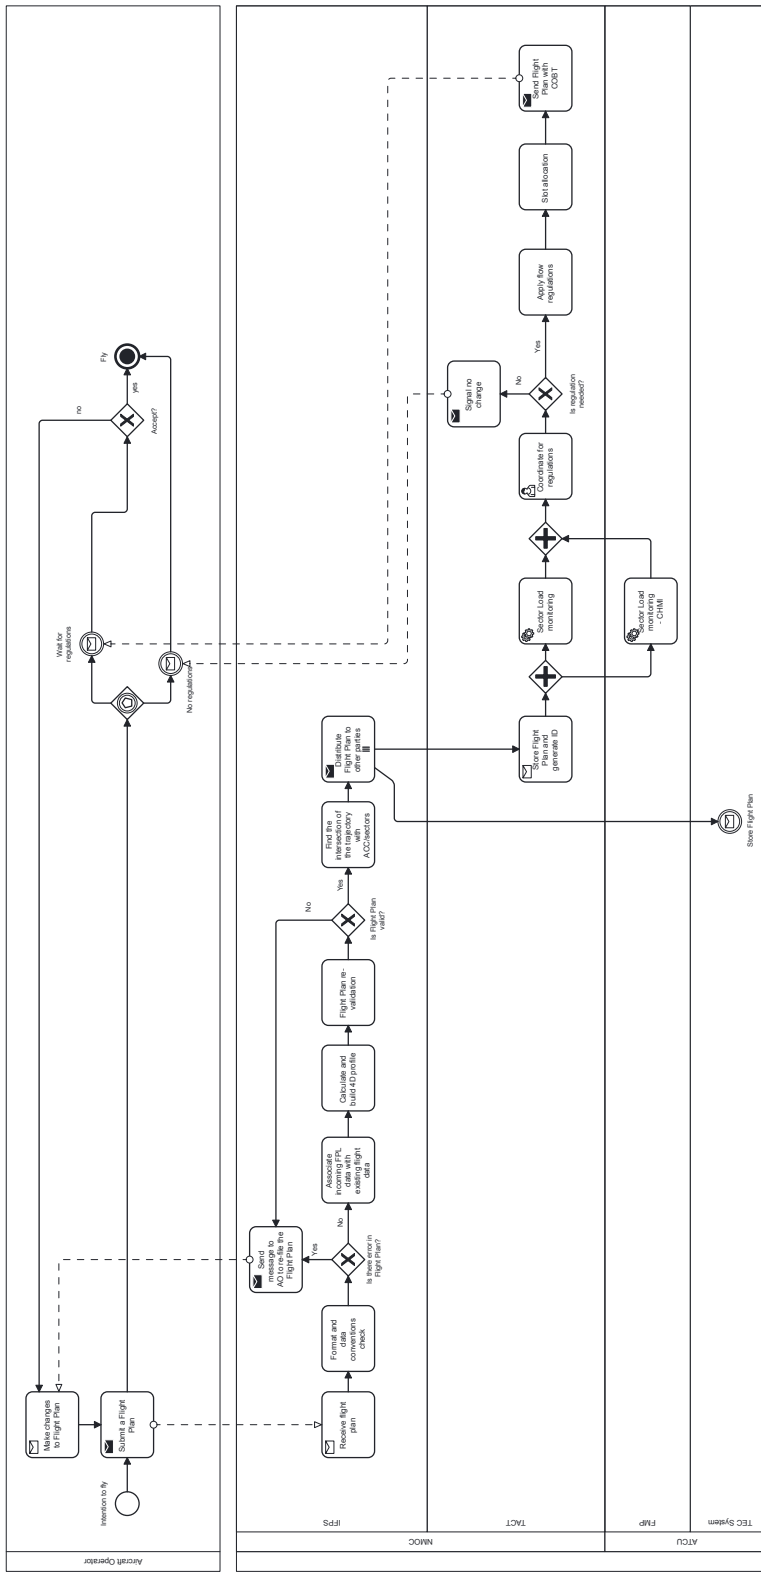 Aircraft Operator
Intention to fly
Submit a Flight
Plan
Make changes
to Flight Plan
Wait for
regulations
No regulations
Accept?
no
yes
Fly
NMOC
IFPS
Receive flight
plan
Format and
data
conventions
check
Is there error in
Flight Plan?
Yes
No
Send
message to
AO to re-file the
Flight Plan
Associate
incoming FPL
data with
existing flight
data
Calculate and
build 4D profile
Flight Plan re-
validation
Is Flight Plan
valid?
No
Yes
Find the
intersection of
the trajectory
with
ACC/sectors
Distribute
Flight Plan to
other parties
TACT
Store Flight
Plan and
generate ID
Sector Load
monitoring
Coordinate for
regulations
Is regulation
needed?
No
Yes
Signal no
change
Apply flow
regulations
Slot allocation
Send Flight
Plan with
COBT
ATCU
FMP
Sector Load
monitoring
- CHMI
TEC System
Store Flight Plan